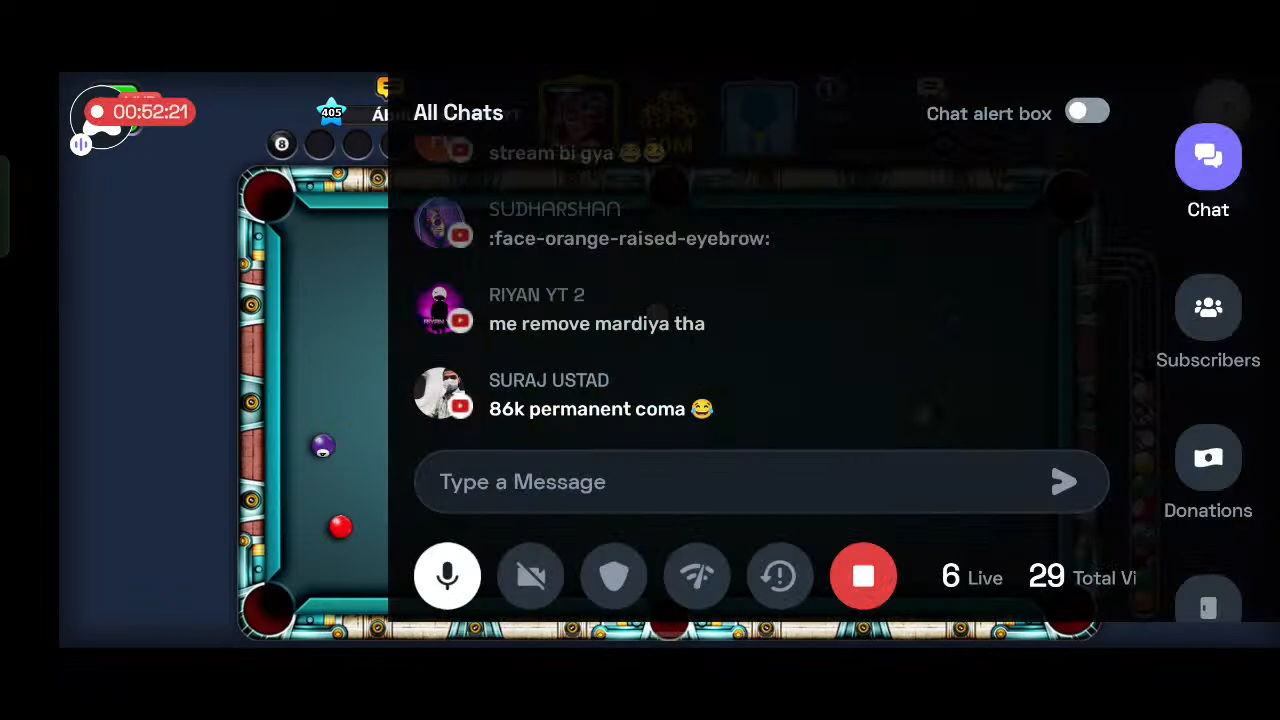 00:52:21
405
All Chats
Chat alert box
8
stream bi gya 😂😂
SUDHARSHAN
:face-orange-raised-eyebrow:
RIYAN YT 2
me remove mardiya tha
SURAJ USTAD
86k permanent coma 😂
Type a Message
6 Live 29 Total Vi
Chat
Subscribers
Donations